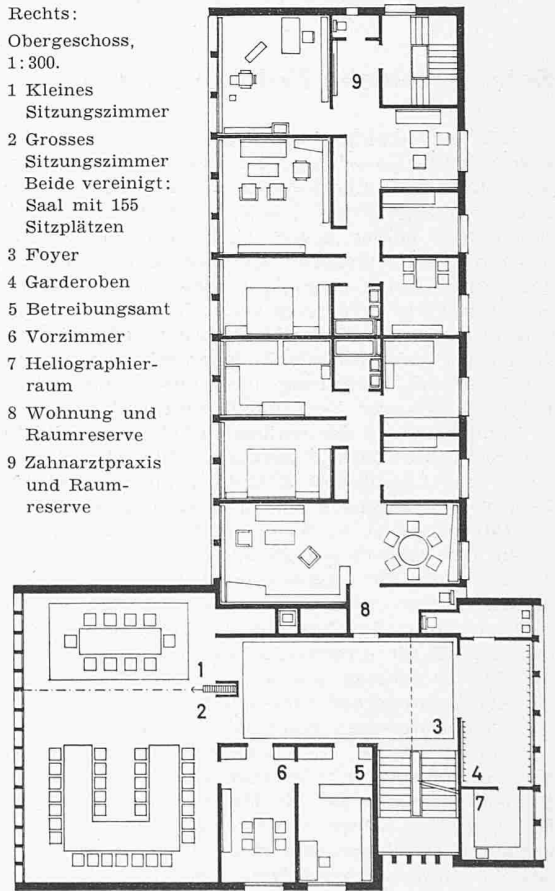 Rechts:
Obergeschoss,
1:300.
1 Kleines
Sitzungszimmer
2 Grosses
Sitzungszimmer
Beide vereinigt:
Saal mit 155
Sitzplätzen
3 Foyer
4 Garderoben
5 Betreibungsamt
6 Vorzimmer
7 Heliographier-
raum
8 Wohnung und
Raumreserve
9 Zahnarztpraxis
und Raum-
reserve
9
8
1
2
3
6
5
4
7